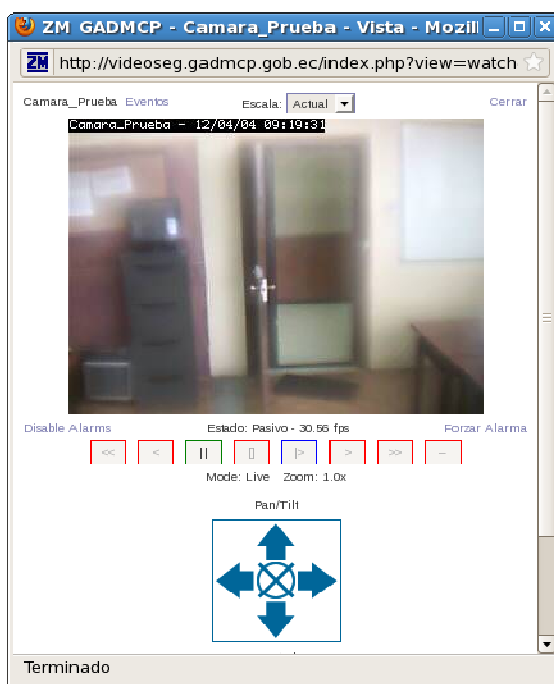 ZM GADMCP - Camara_Prueba - Vista - Mozil
ZM http://videoseg.gadmcp.gob.ec/index.php?view=watch
Camara_Prueba Eventos Escala: Actual Cerrar
Camara_Prueba - 12/04/04 09:19:31
Disable Alarms Estado: Pasivo - 30.56 fps Forzar Alarma
<< < || [] |> > >> –
Mode: Live Zoom: 1.0x
Pan/Tilt
Terminado